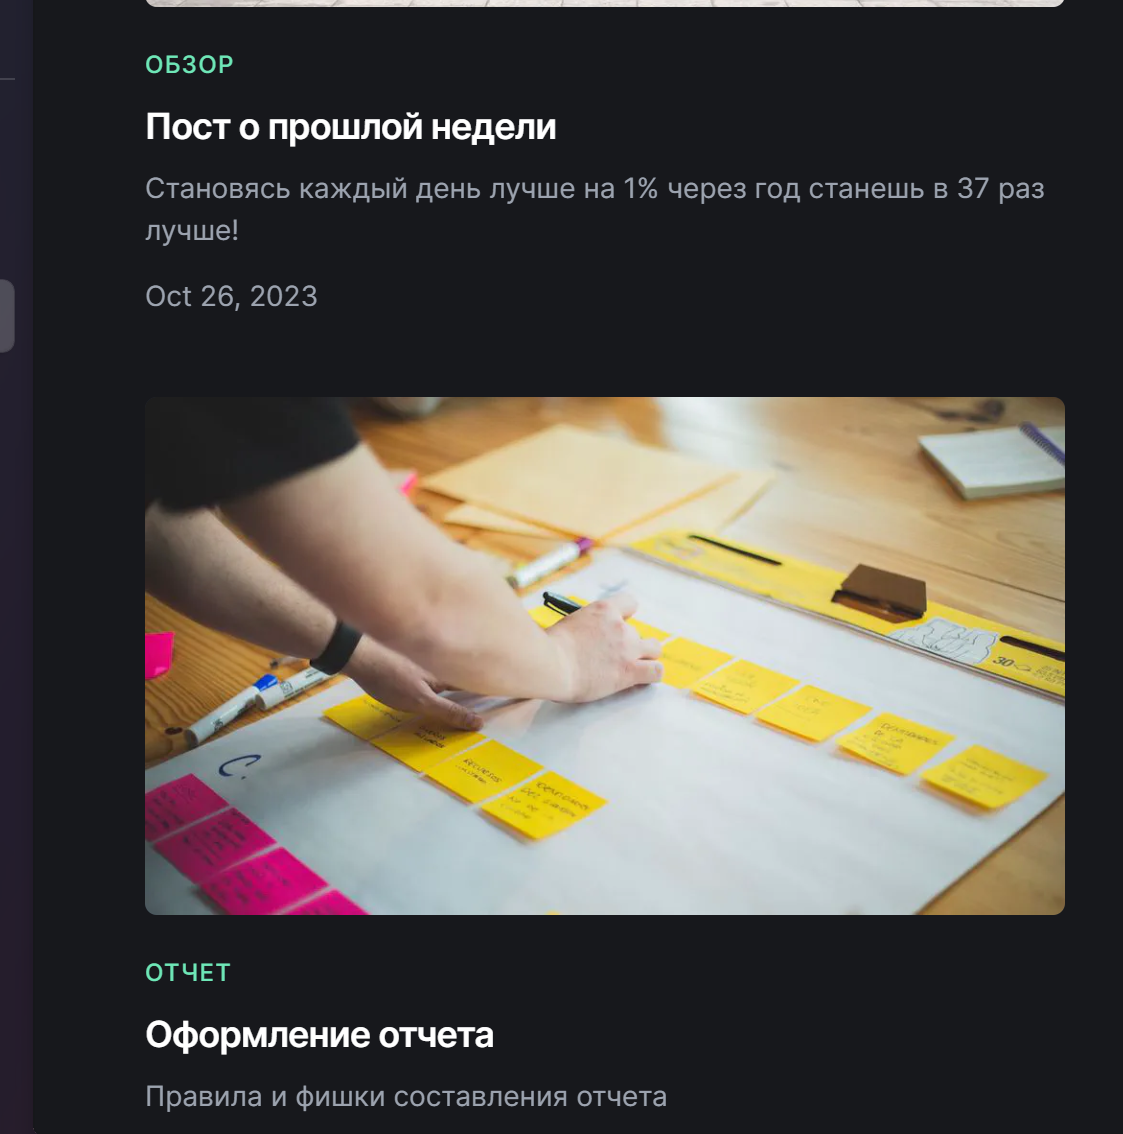 ОБЗОР
Пост о прошлой недели
Становясь каждый день лучше на 1% через год станешь в 37 раз
лучше!
Oct 26, 2023
30
C.
ОТЧЕТ
Оформление отчета
Правила и фишки составления отчета